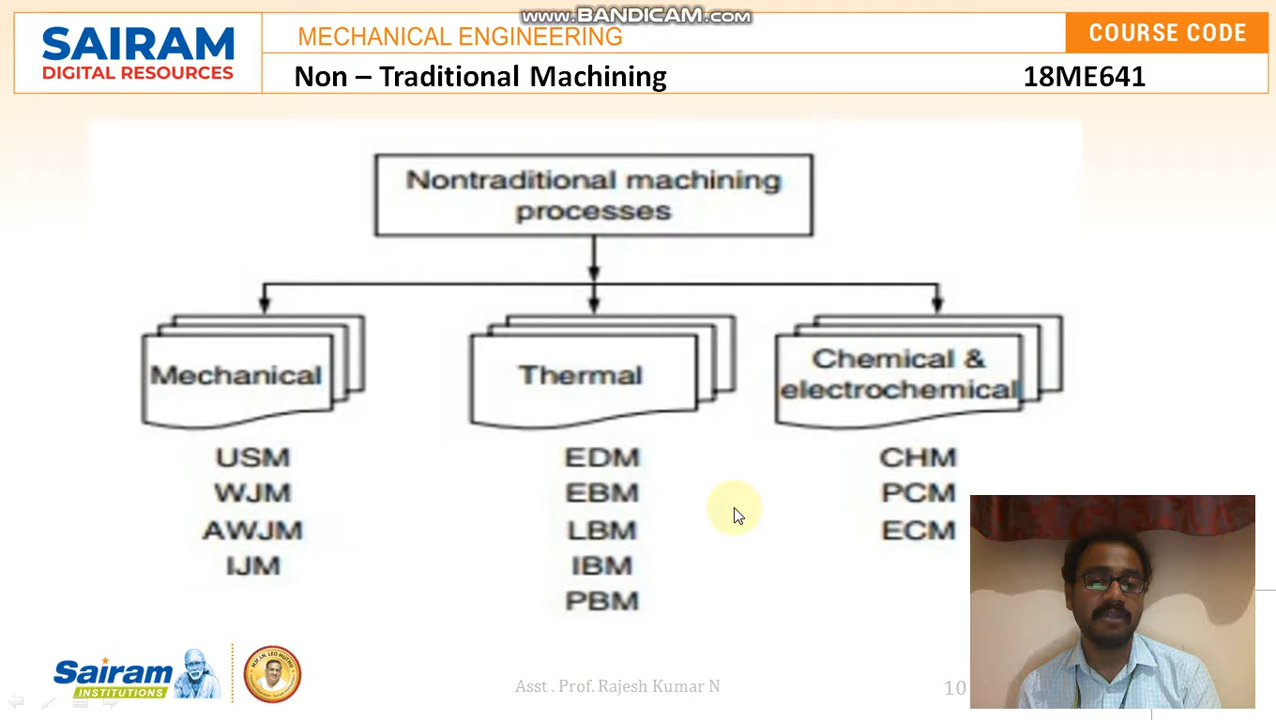 www.BANDICAM.com
SAIRAM
DIGITAL RESOURCES
MECHANICAL ENGINEERING
COURSE CODE
Non – Traditional Machining
18ME641
Nontraditional machining
processes
Mechanical
Thermal
Chemical &
electrochemical
USM
WJM
AWJM
IJM
EDM
EBM
LBM
IBM
PBM
CHM
PCM
ECM
Sairam
INSTITUTIONS
Asst . Prof. Rajesh Kumar N
10